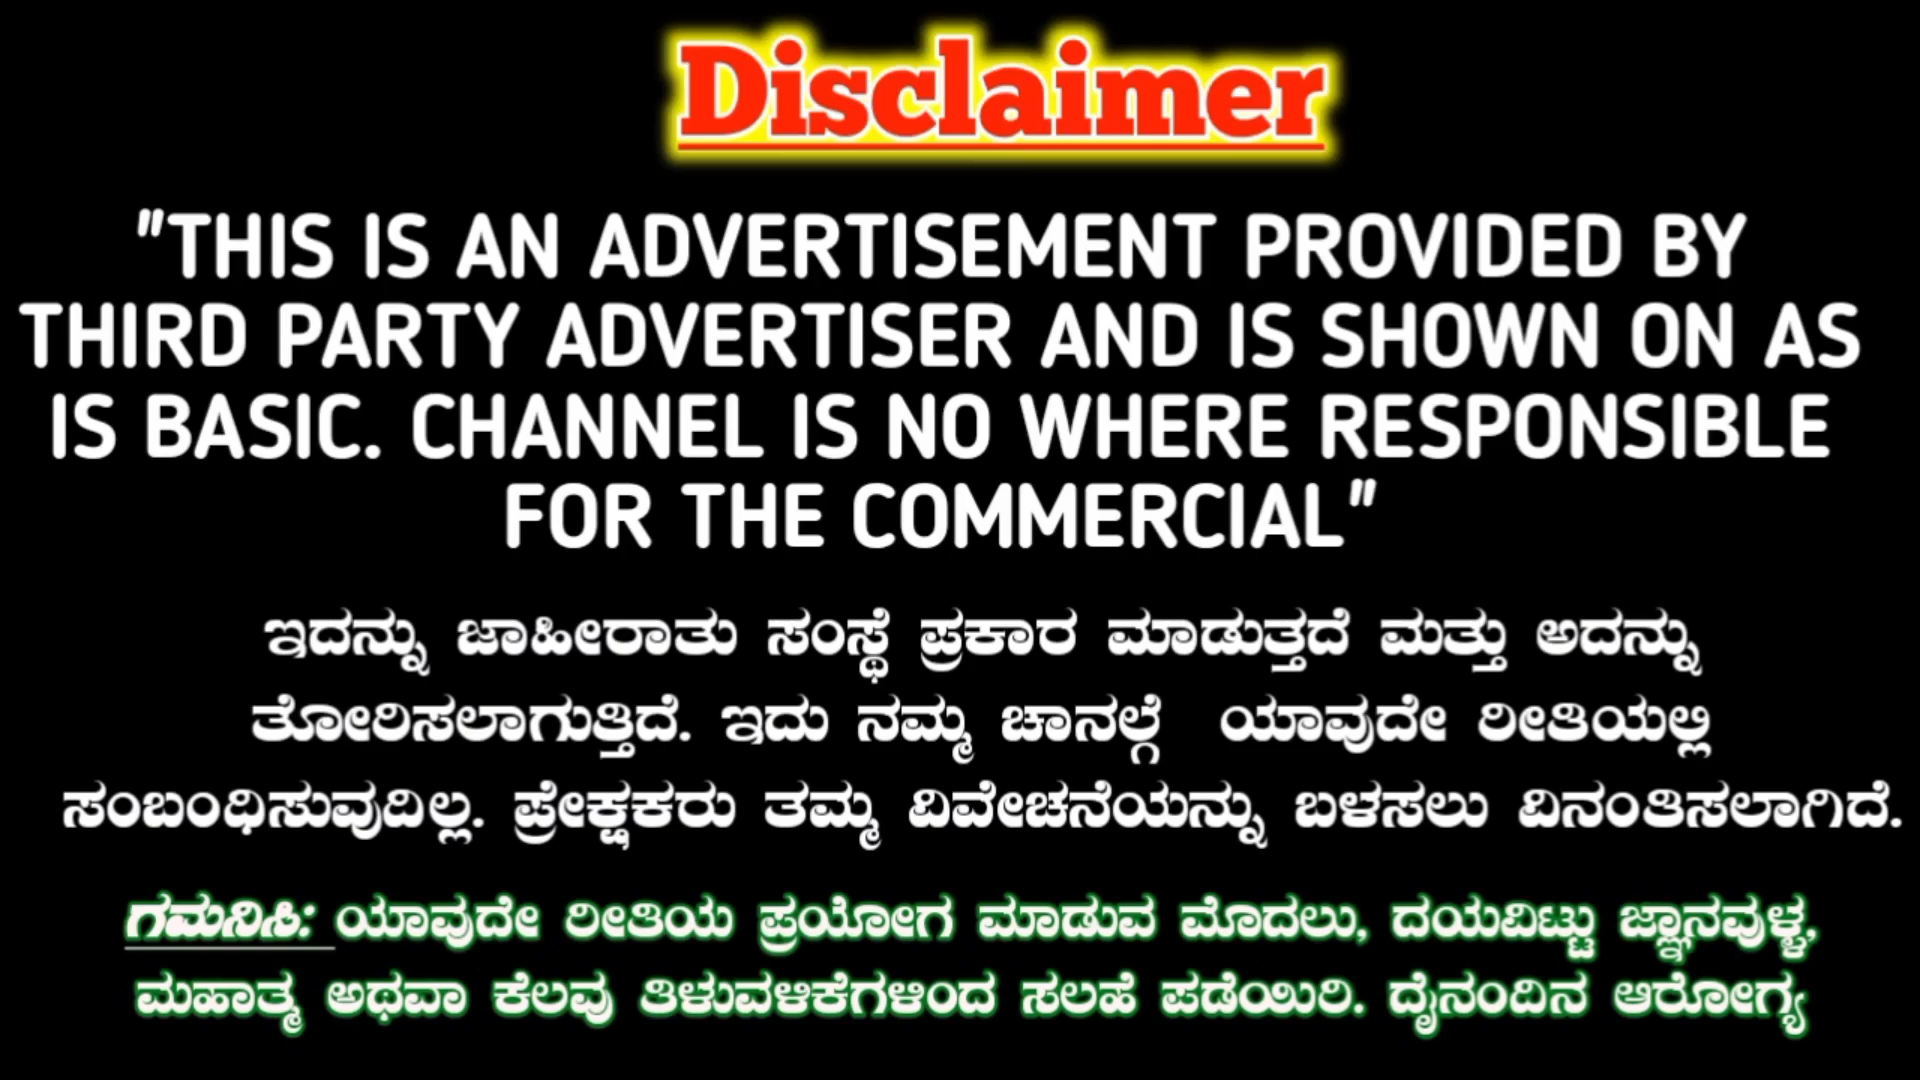 Disclaimer
"THIS IS AN ADVERTISEMENT PROVIDED BY
THIRD PARTY ADVERTISER AND IS SHOWN ON AS
IS BASIC. CHANNEL IS NO WHERE RESPONSIBLE
FOR THE COMMERCIAL"
ಇದನ್ನು ಜಾಹೀರಾತು ಸಂಸ್ಥೆ ಪ್ರಕಾರ ಮಾಡುತ್ತದೆ ಮತ್ತು ಅದನ್ನು
ತೋರಿಸಲಾಗುತ್ತಿದೆ. ಇದು ನಮ್ಮ ಚಾನಲ್ಗೆ ಯಾವುದೇ ರೀತಿಯಲ್ಲಿ
ಸಂಬಂಧಿಸುವುದಿಲ್ಲ. ಪ್ರೇಕ್ಷಕರು ತಮ್ಮ ವಿವೇಚನೆಯನ್ನು ಬಳಸಲು ವಿನಂತಿಸಲಾಗಿದೆ.
ಗಮನಿಸಿ: ಯಾವುದೇ ರೀತಿಯ ಪ್ರಯೋಗ ಮಾಡುವ ಮೊದಲು, ದಯವಿಟ್ಟು ಜ್ಞಾನವುಳ್ಳ,
ಮಹಾತ್ಮ ಅಥವಾ ಕೆಲವು ತಿಳುವಳಿಕೆಗಳಿಂದ ಸಲಹೆ ಪಡೆಯಿರಿ. ದೈನಂದಿನ ಆರೋಗ್ಯ